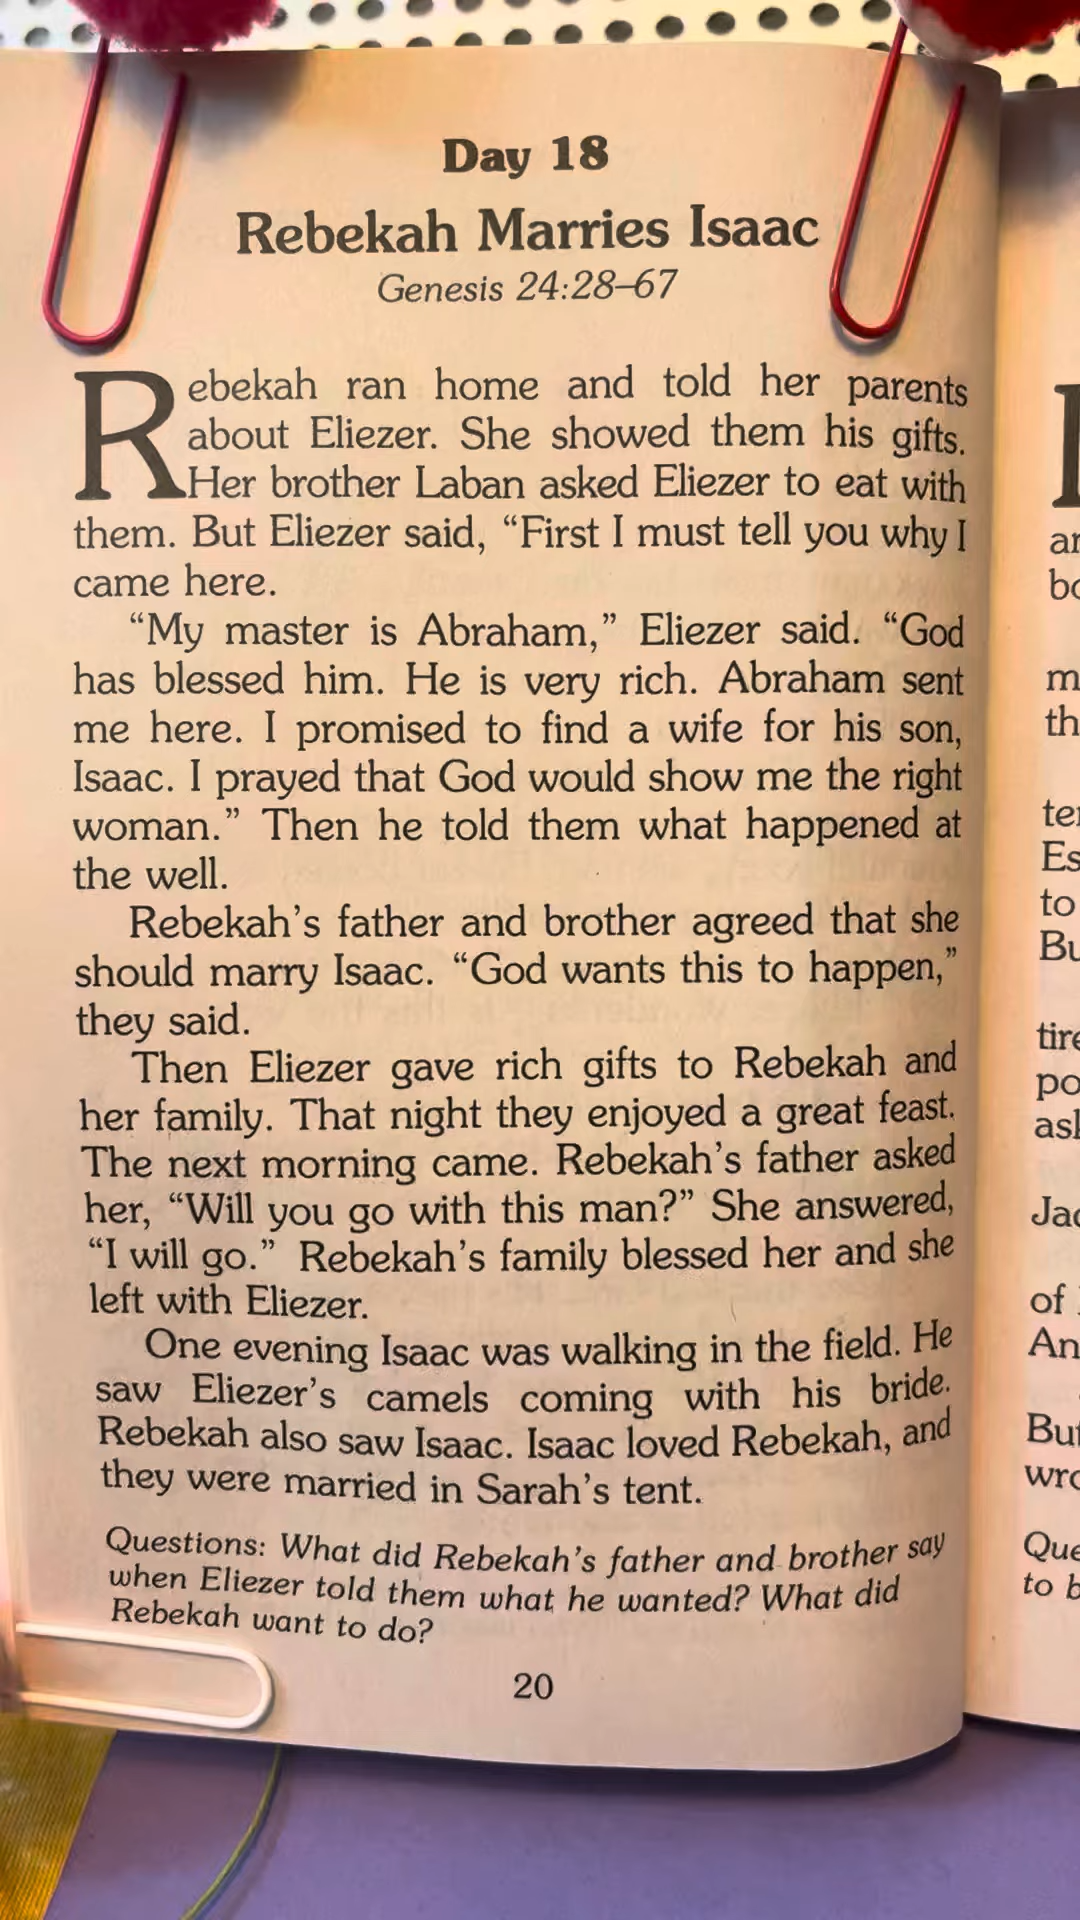 Day 18
Rebekah Marries Isaac
Genesis 24:28–67
Rebekah ran home and told her parents
about Eliezer. She showed them his gifts.
Her brother Laban asked Eliezer to eat with
them. But Eliezer said, “First I must tell you why I
came here.
“My master is Abraham,” Eliezer said. “God
has blessed him. He is very rich. Abraham sent
me here. I promised to find a wife for his son,
Isaac. I prayed that God would show me the right
woman.” Then he told them what happened at
the well.
Rebekah’s father and brother agreed that she
should marry Isaac. “God wants this to happen,”
they said.
Then Eliezer gave rich gifts to Rebekah and
her family. That night they enjoyed a great feast.
The next morning came. Rebekah’s father asked
her, “Will you go with this man?” She answered,
“I will go.” Rebekah’s family blessed her and she
left with Eliezer.
One evening Isaac was walking in the field. He
saw Eliezer’s camels coming with his bride.
Rebekah also saw Isaac. Isaac loved Rebekah, and
they were married in Sarah’s tent.
Questions: What did Rebekah’s father and brother say
when Eliezer told them what he wanted? What did
Rebekah want to do?
20
th
to
of
to